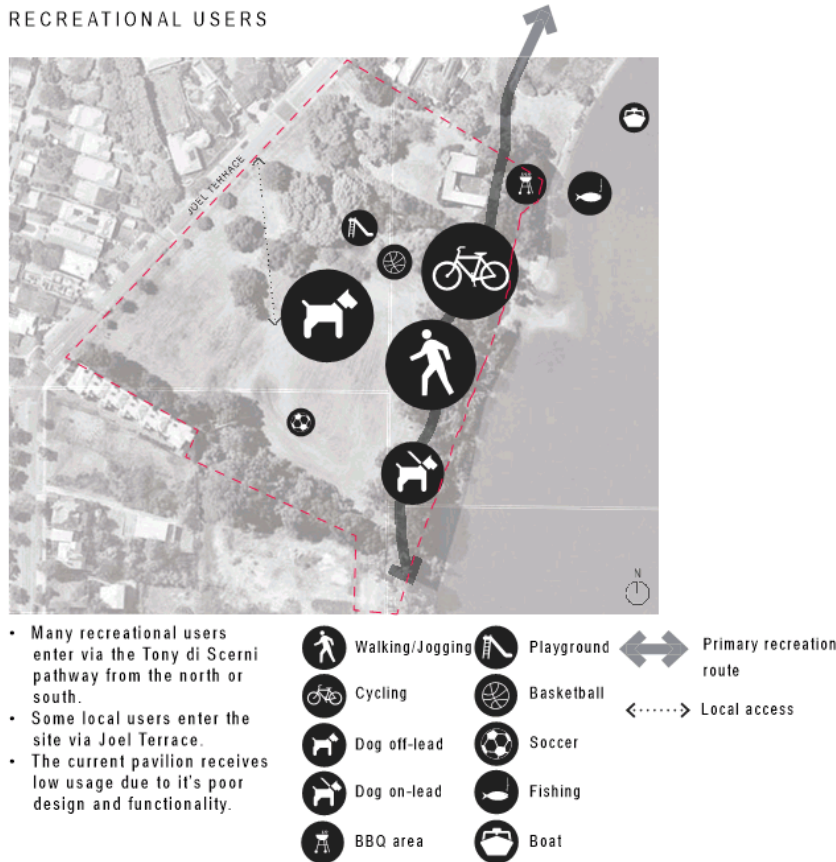 RECREATIONAL USERS
JOEL TERRACE
N
• Many recreational users
enter via the Tony di Scerni
pathway from the north or
south.
• Some local users enter the
site via Joel Terrace.
• The current pavilion receives
low usage due to it's poor
design and functionality.
Walking/Jogging
Cycling
Dog off-lead
Dog on-lead
BBQ area
Playground
Basketball
Soccer
Fishing
Boat
Primary recreation
route
Local access